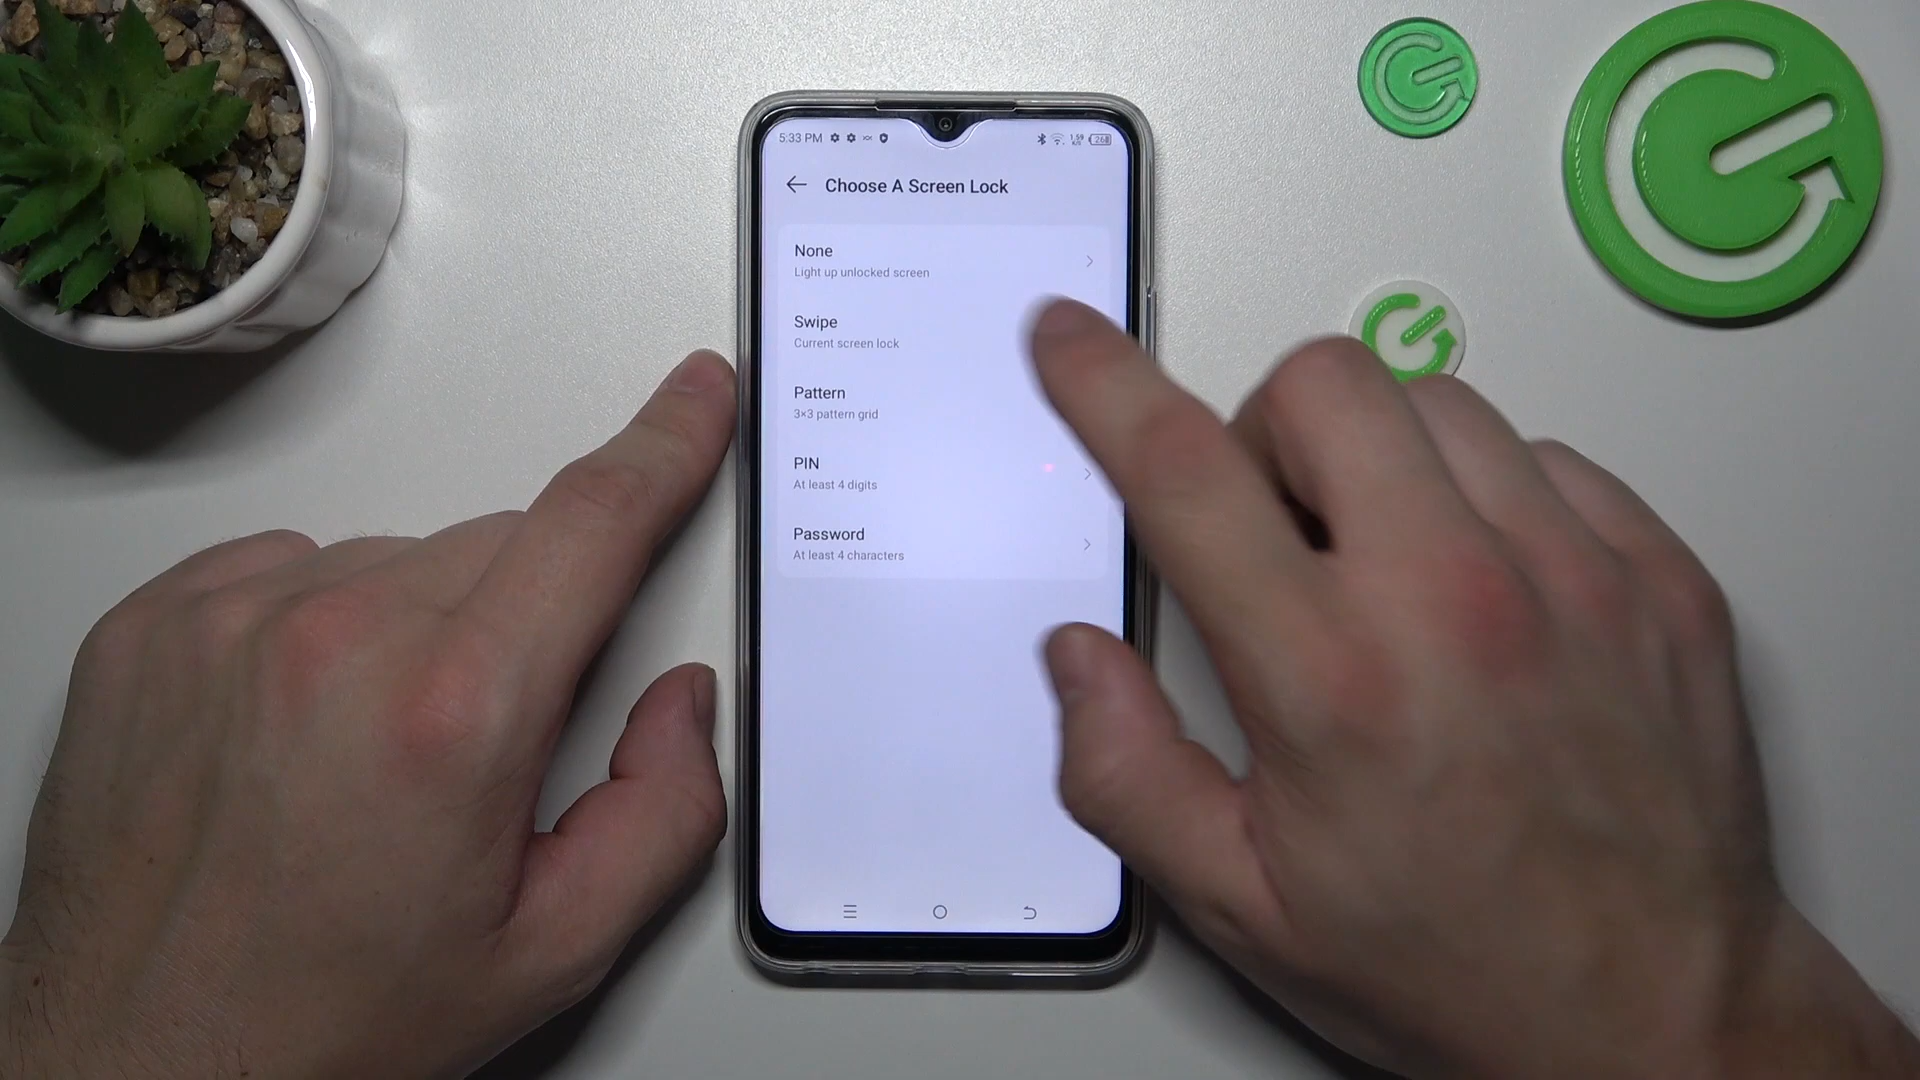 5:33 PM
Choose A Screen Lock
None
Light up unlocked screen
Swipe
Current screen lock
Pattern
3×3 pattern grid
PIN
At least 4 digits
Password
At least 4 characters